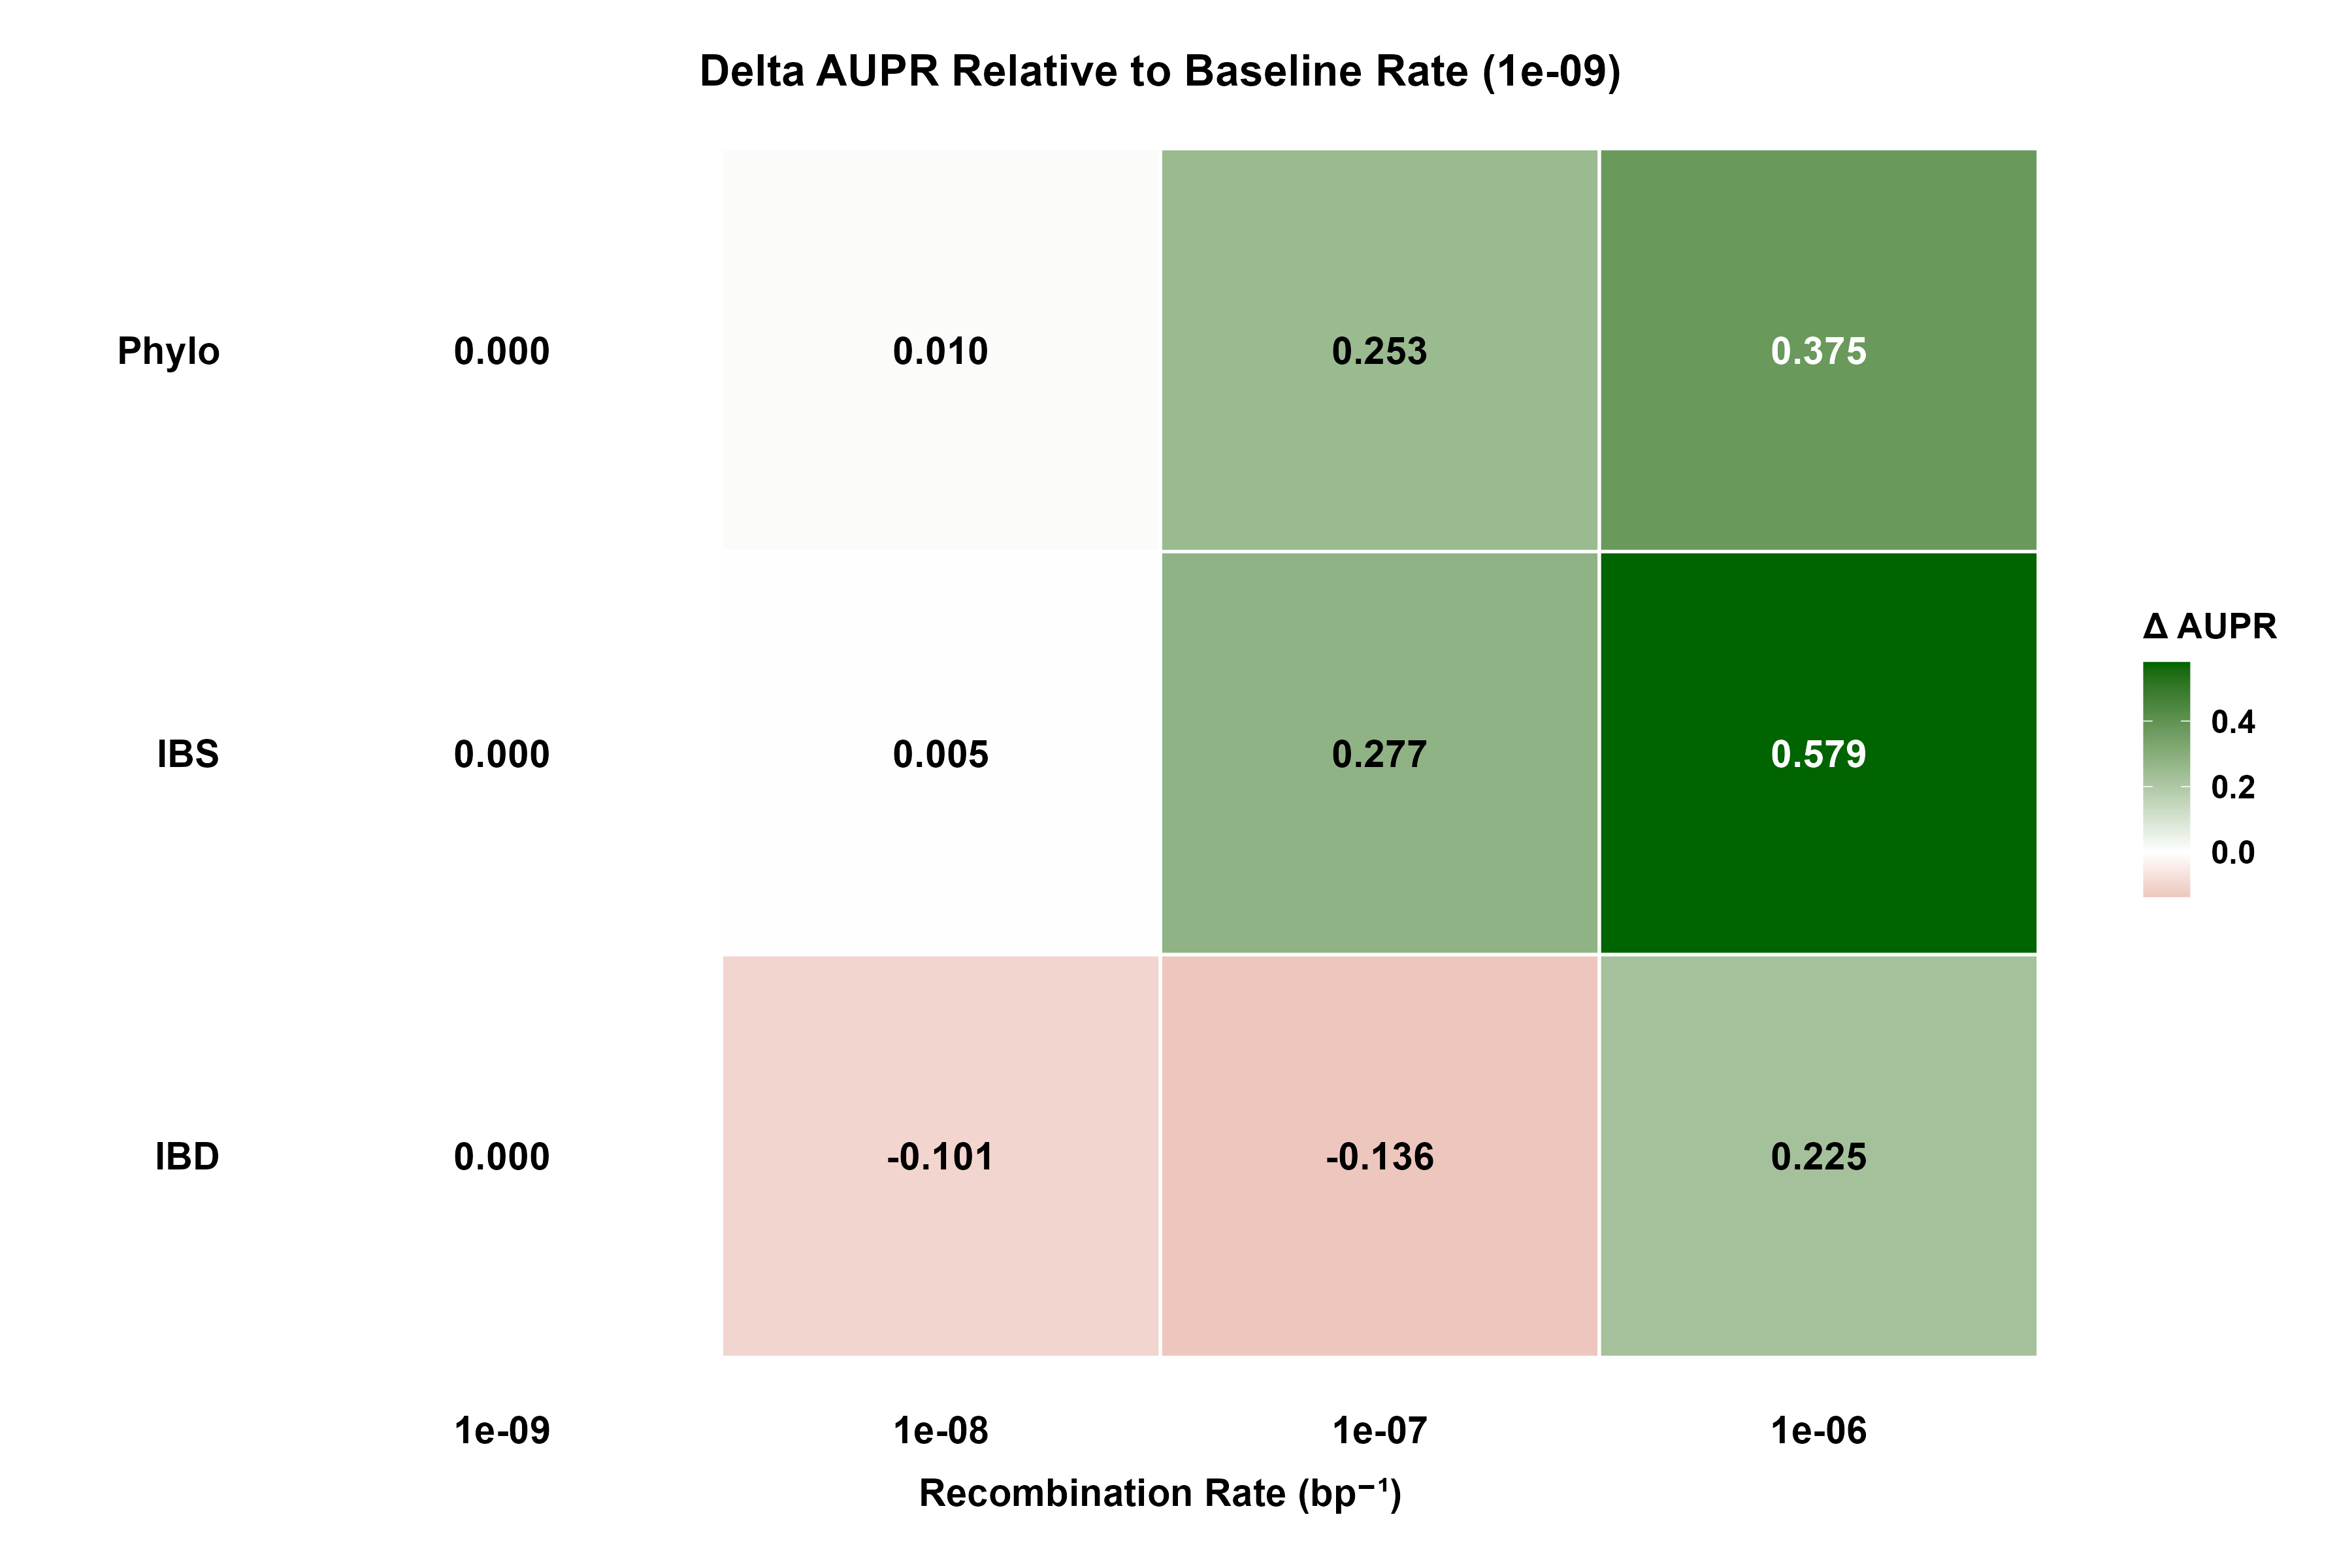 Delta AUPR Relative to Baseline Rate (1e-09)
Phylo 0.000 0.010 0.253 0.375
IBS 0.000 0.005 0.277 0.579
IBD 0.000 -0.101 -0.136 0.225
1e-09 1e-08 1e-07 1e-06
Recombination Rate (bp⁻¹)
Δ AUPR
0.4
0.2
0.0